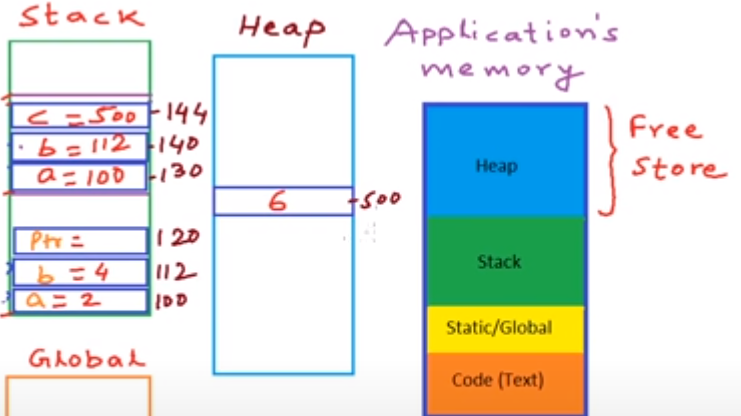 Stack
c = 500
-144
b = 112
-140
a = 100
-130
Ptr =
120
b = 4
112
a = 2
100
Global
Heap
6
-500
Application's
memory
Heap
Stack
Static/Global
Code (Text)
Free
Store